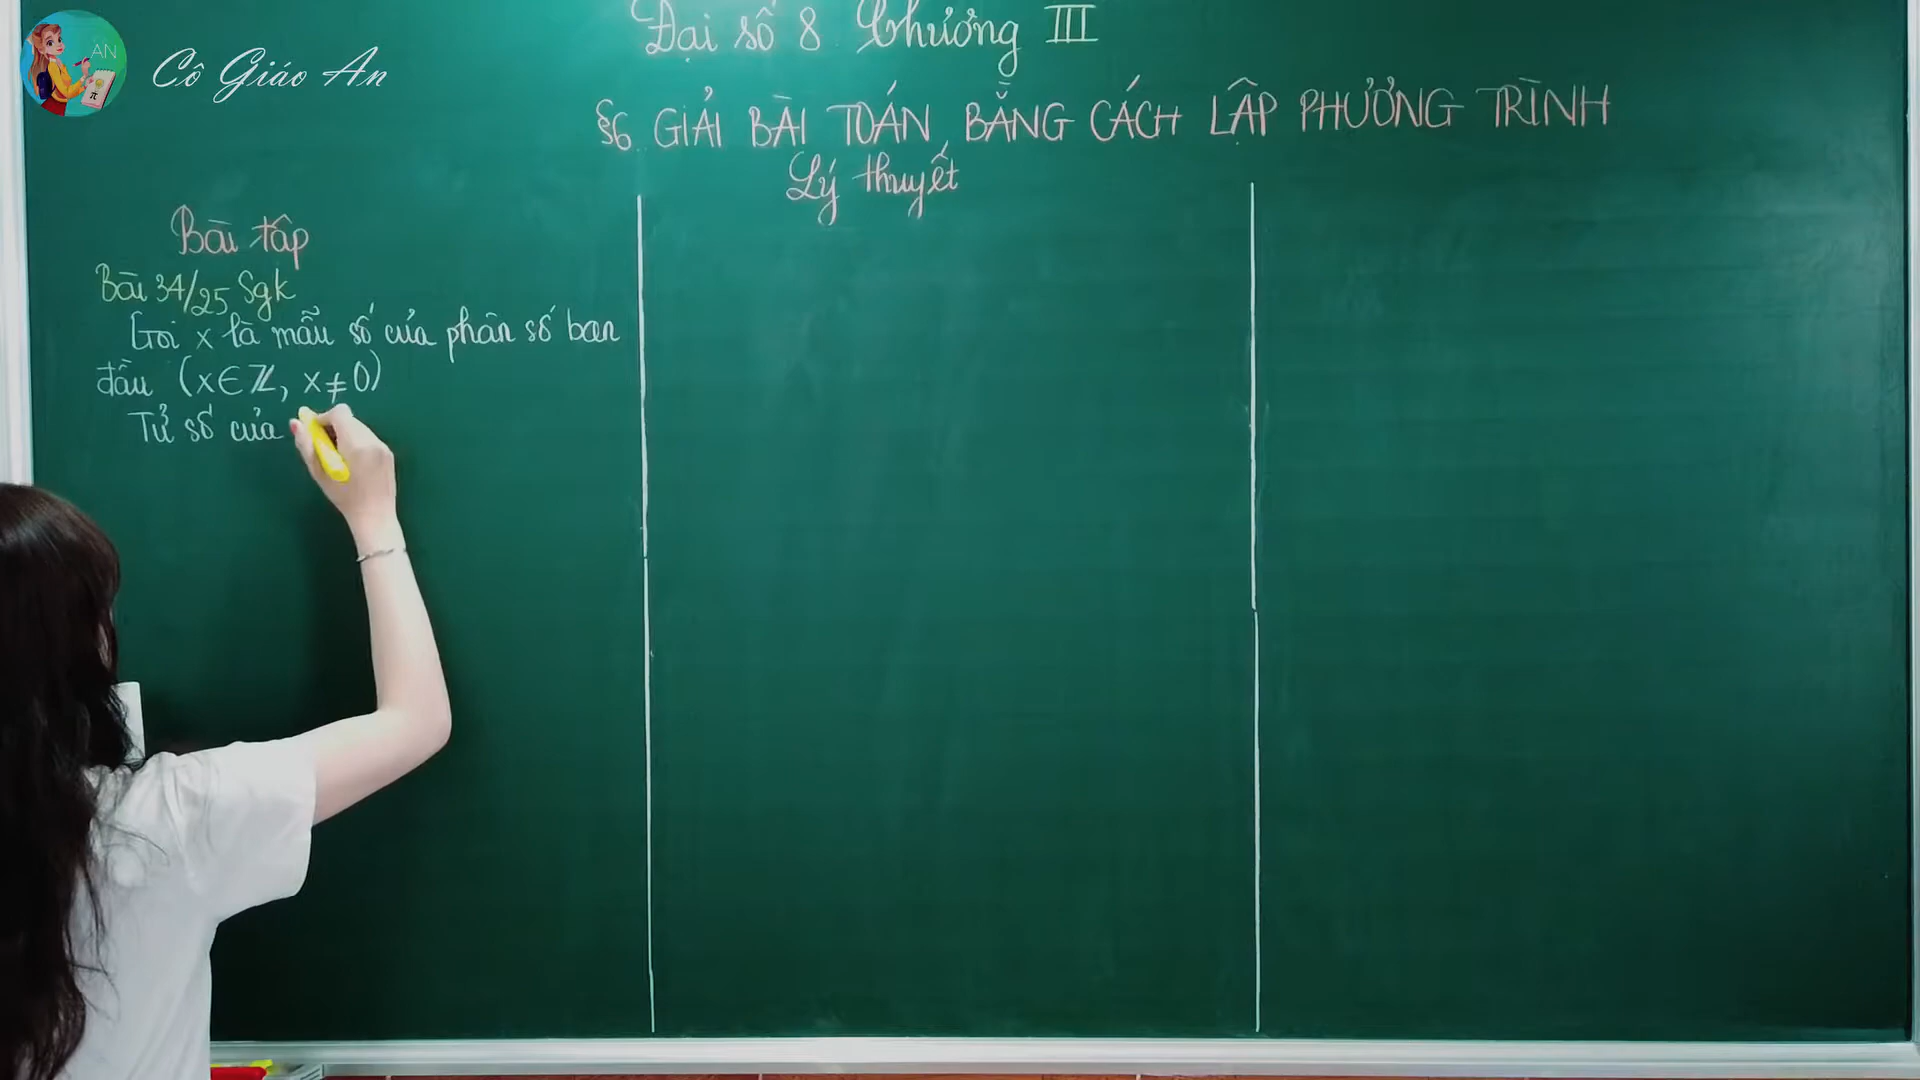 AN
Cô Giáo An
Đại số 8 Chương III
§6 GIẢI BÀI TOÁN BẰNG CÁCH LẬP PHƯƠNG TRÌNH
Lý thuyết
Bài tập
Bài 34/25 Sgk
Gọi x là mẫu số của phân số ban
đầu (x∈ℤ, x≠0)
Tử số của